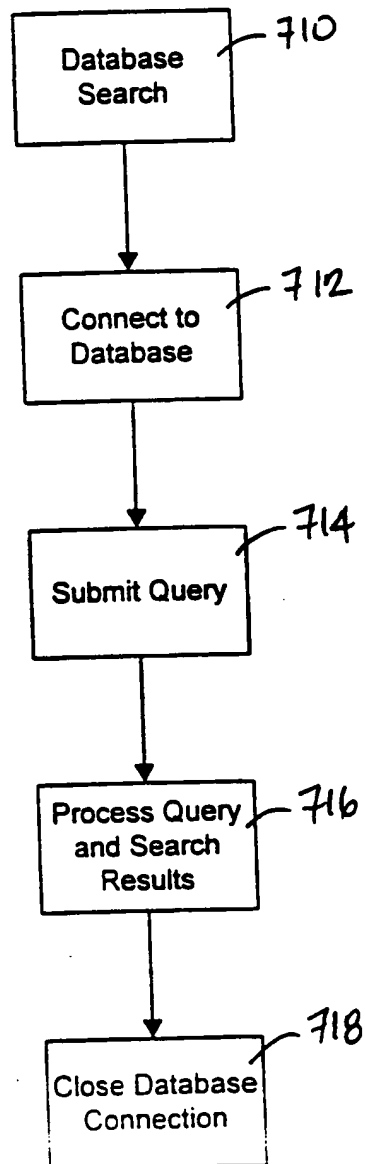 Database
Search
710
Connect to
Database
712
Submit Query
714
Process Query
and Search
Results
716
Close Database
Connection
718